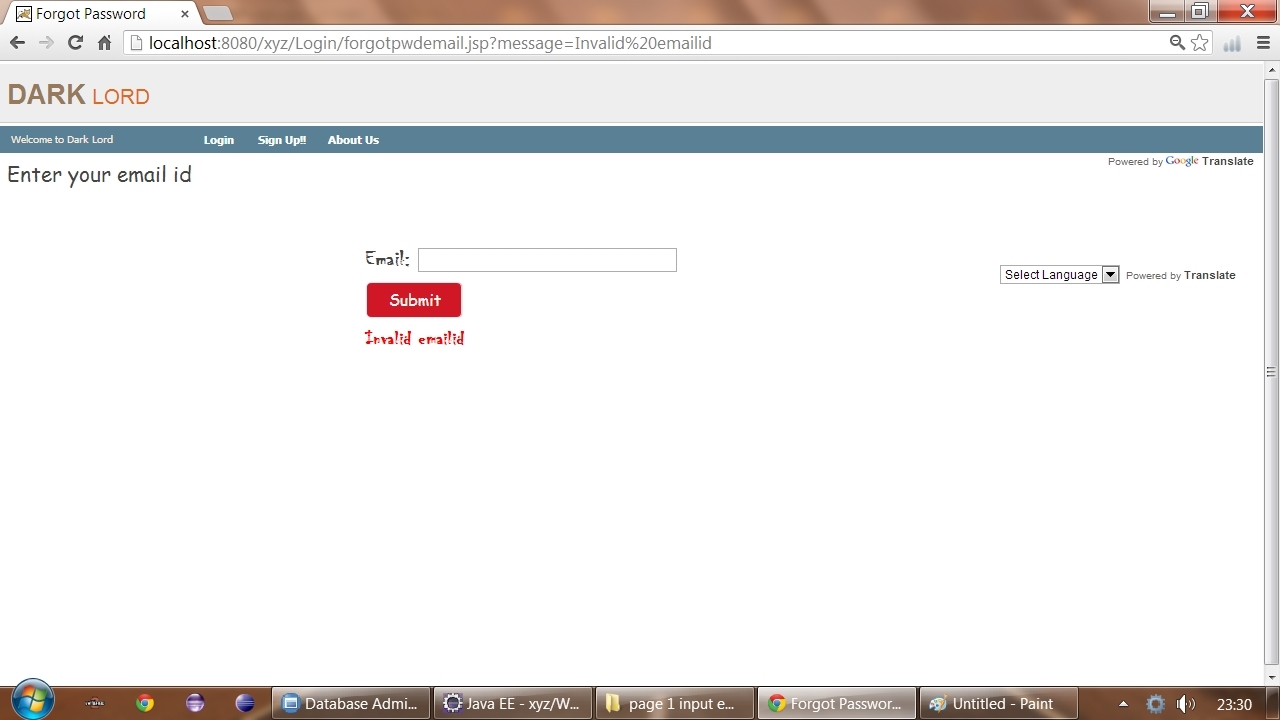 Forgot Password
localhost:8080/xyz/Login/forgotpwdemail.jsp?message=Invalid%20emailid
DARK LORD
Welcome to Dark Lord Login Sign Up!! About Us
Powered by Google Translate
Enter your email id
Email:
Select Language Powered by Translate
Submit
Invalid emailid
Database Admi... Java EE - xyz/W... page 1 input e... Forgot Passwor... Untitled - Paint 23:30